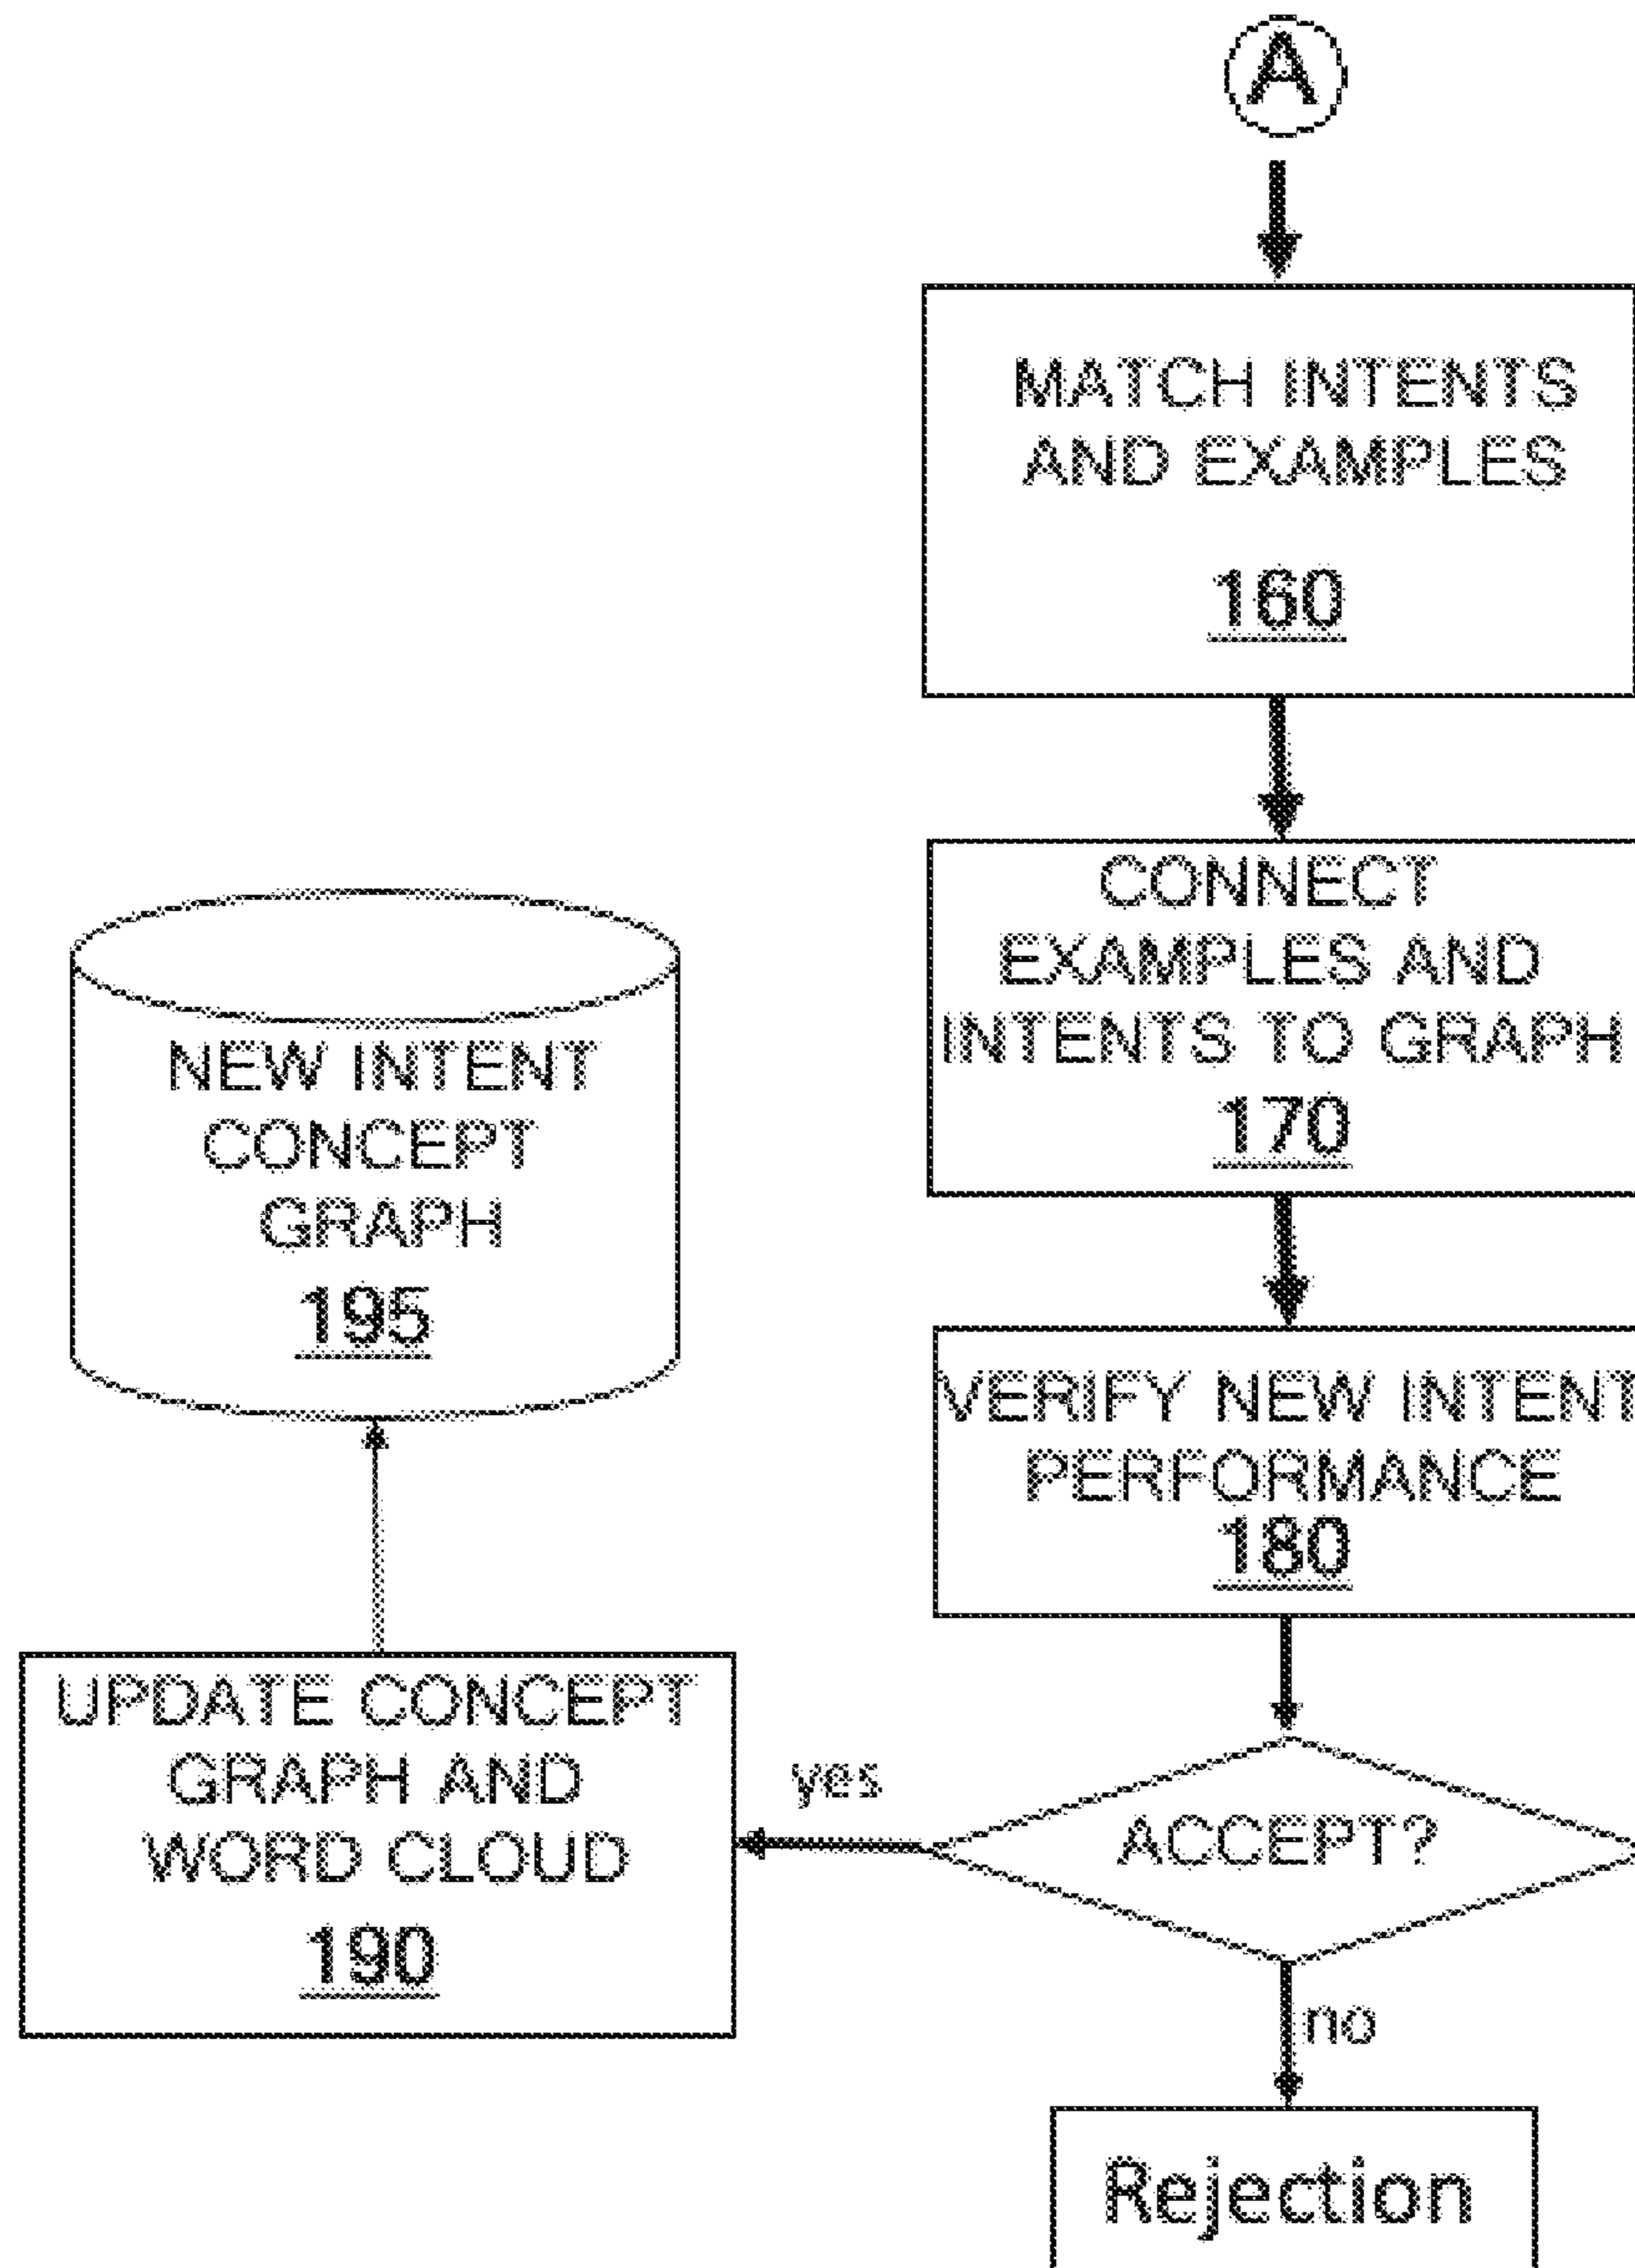 A
MATCH INTENTS
AND EXAMPLES
160
CONNECT
EXAMPLES AND
INTENTS TO GRAPH
170
NEW INTENT
CONCEPT
GRAPH
195
VERIFY NEW INTENT
PERFORMANCE
180
UPDATE CONCEPT
GRAPH AND
WORD CLOUD
190
yes
ACCEPT?
no
Rejection